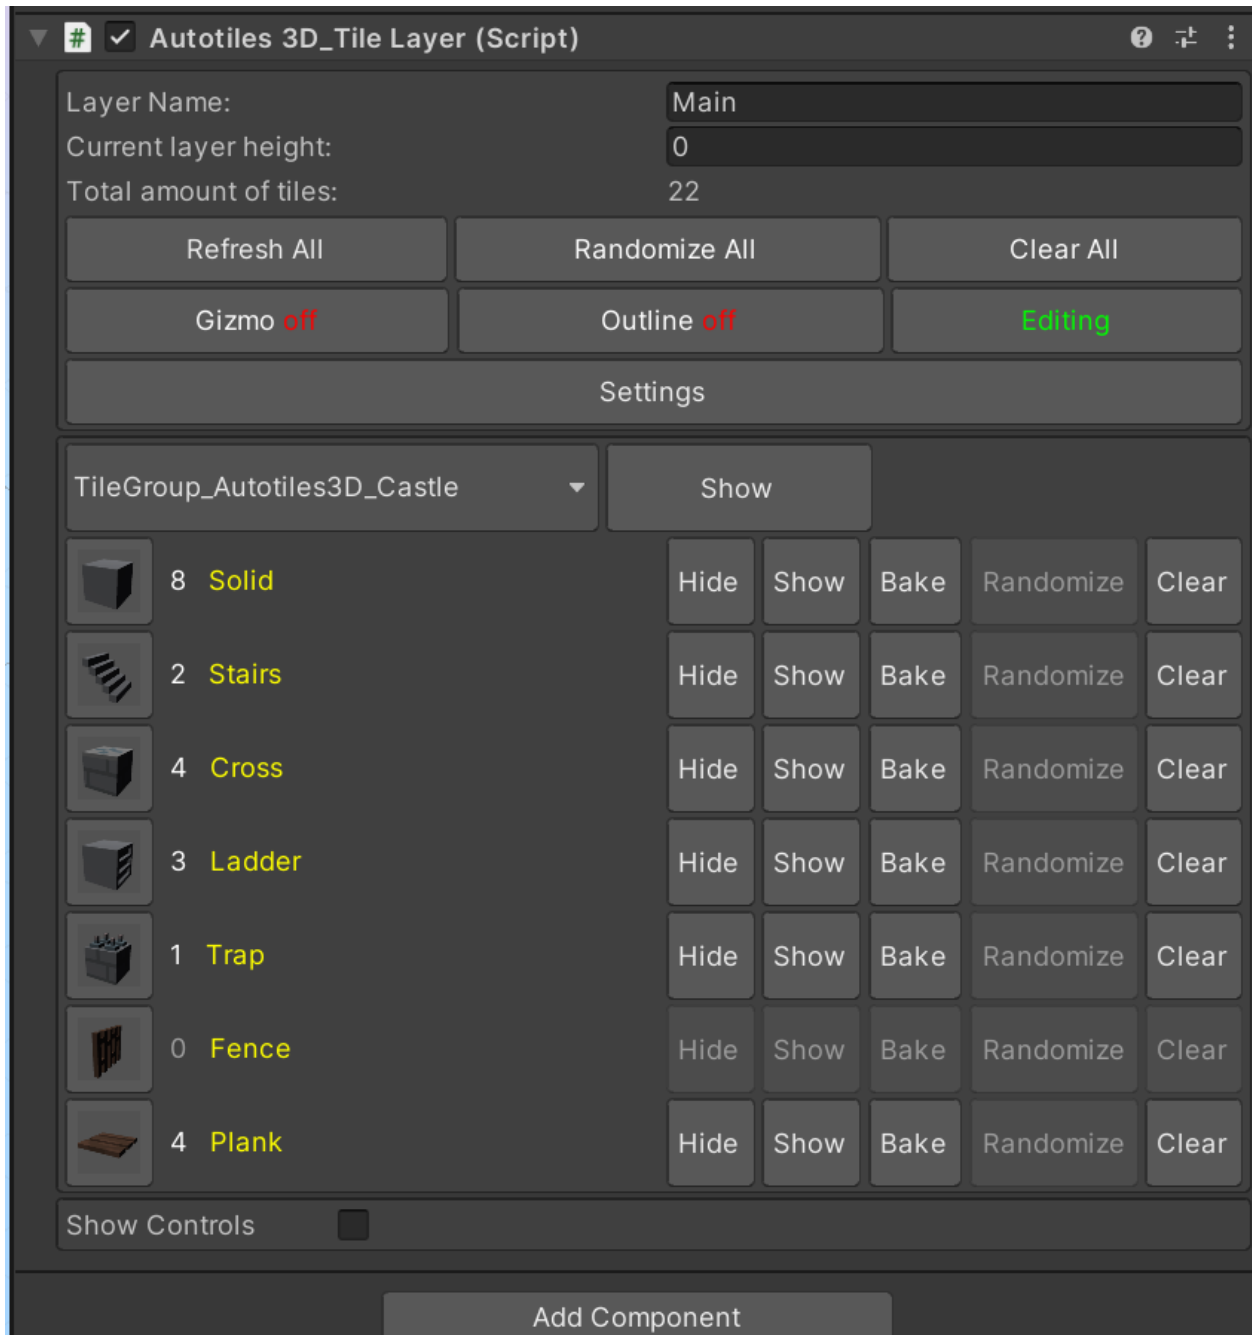 # Autotiles 3D_Tile Layer (Script) ?
Layer Name: Main
Current layer height: 0
Total amount of tiles: 22
Refresh All Randomize All Clear All
Gizmo off Outline off Editing
Settings
TileGroup_Autotiles3D_Castle Show
8 Solid Hide Show Bake Randomize Clear
2 Stairs Hide Show Bake Randomize Clear
4 Cross Hide Show Bake Randomize Clear
3 Ladder Hide Show Bake Randomize Clear
1 Trap Hide Show Bake Randomize Clear
0 Fence Hide Show Bake Randomize Clear
4 Plank Hide Show Bake Randomize Clear
Show Controls
Add Component